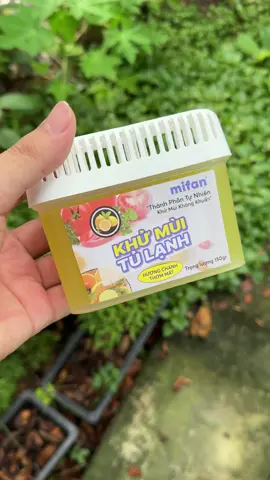 mifan
"Thành Phần Tự Nhiên
Khử Mùi Kháng Khuẩn"
KHỬ MÙI
TỦ LẠNH
HƯƠNG CHANH
THƠM MÁT
Trọng lượng 130gr